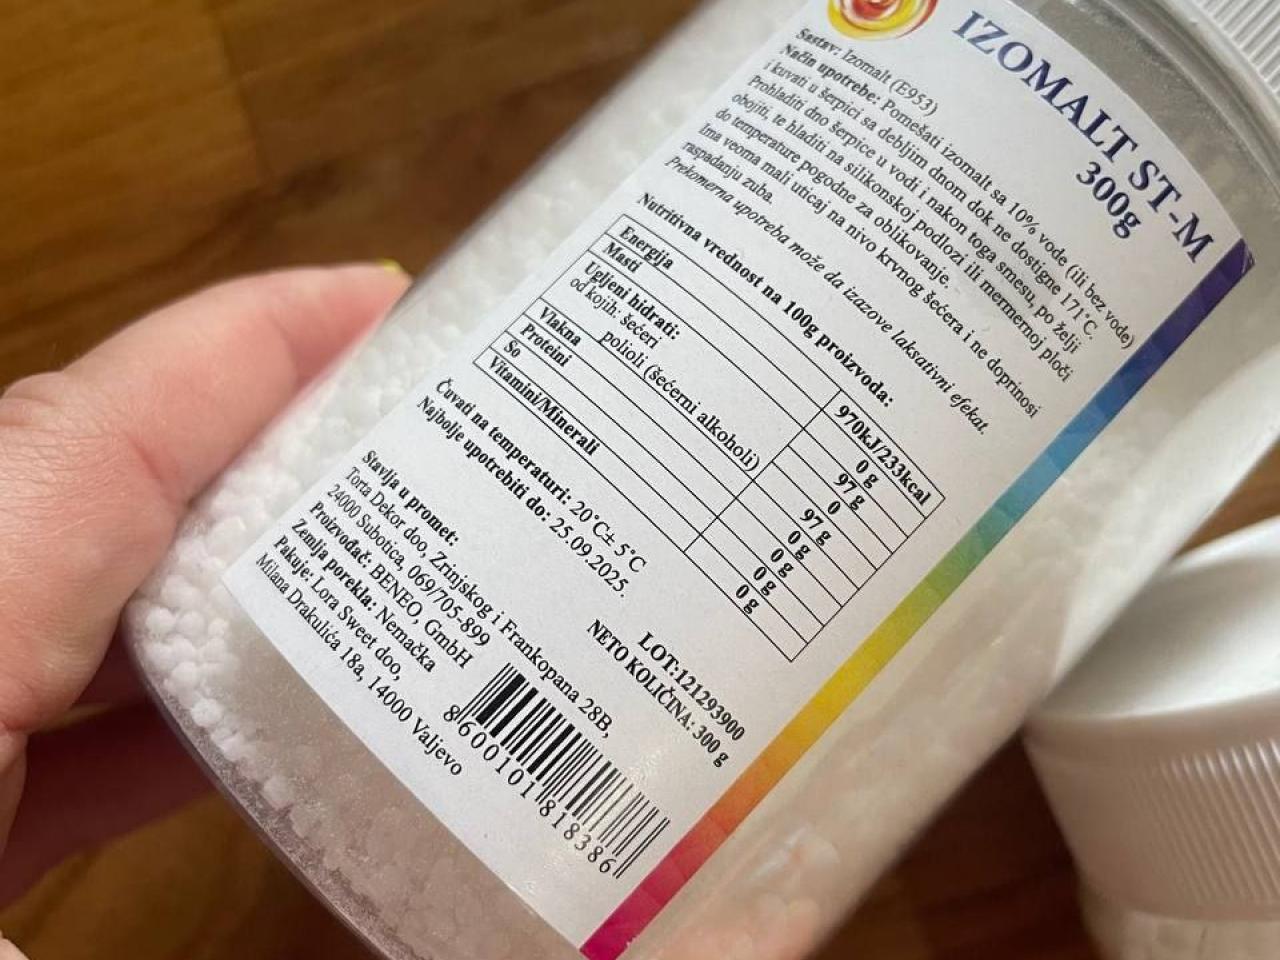 IZOMALT ST-M
300g
Sastav: Izomalt (E953)
Način upotrebe: Pomešati izomalt sa 10% vode (ili bez vode)
i kuvati u šerpici sa debljim dnom dok ne dostigne 171°C.
Prohladiti dno šerpice u vodi i nakon toga smesu, po želji
obojiti, te hladiti na silikonskoj podlozi ili mermernoj ploči
do temperature pogodne za oblikovanje.
Ima veoma mali uticaj na nivo krvnog šećera i ne doprinosi
raspadanju zuba.
Prekomerna upotreba može da izazove laksativni efekat.
Nutritivna vrednost na 100g proizvoda:
Energija 970kJ/233kcal
Masti 0 g
Ugljeni hidrati: 97 g
od kojih: šećeri 0
polioli (šećerni alkoholi) 97 g
Vlakna 0g
Proteini 0 g
So 0 g
Vitamini/Minerali 0 g
Čuvati na temperaturi: 20°C± 5°C
Najbolje upotrebiti do: 25.09.2025.
LOT:121293900
NETO KOLIČINA: 300 g
Stavlja u promet:
Torta Dekor doo, Zrinjskog i Frankopana 28B,
24000 Subotica, 069/705-899
Proizvođač: BENEO, GmbH
Zemlja porekla: Nemačka
Pakuje: Lora Sweet doo,
Milana Drakulića 18a, 14000 Valjevo
8600101818386